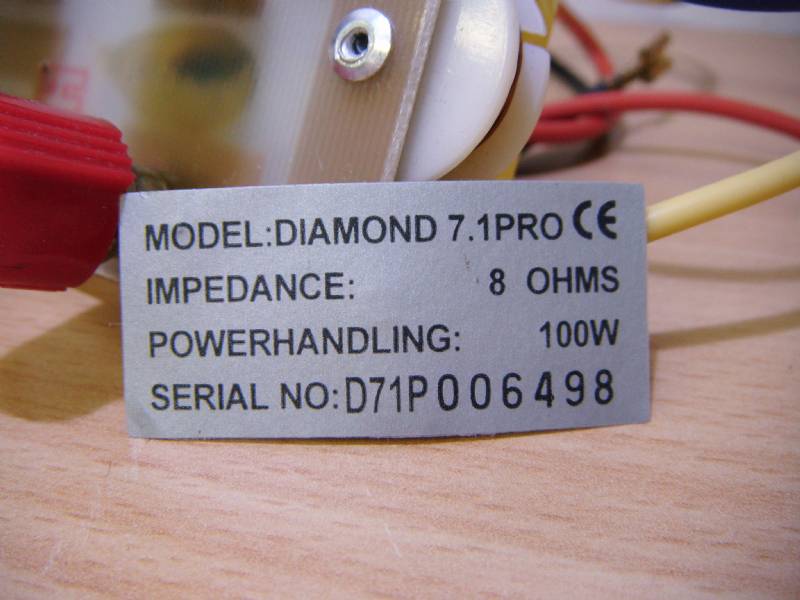 MODEL:DIAMOND 7.1PRO CE
IMPEDANCE: 8 OHMS
POWERHANDLING: 100W
SERIAL NO:D71P006498